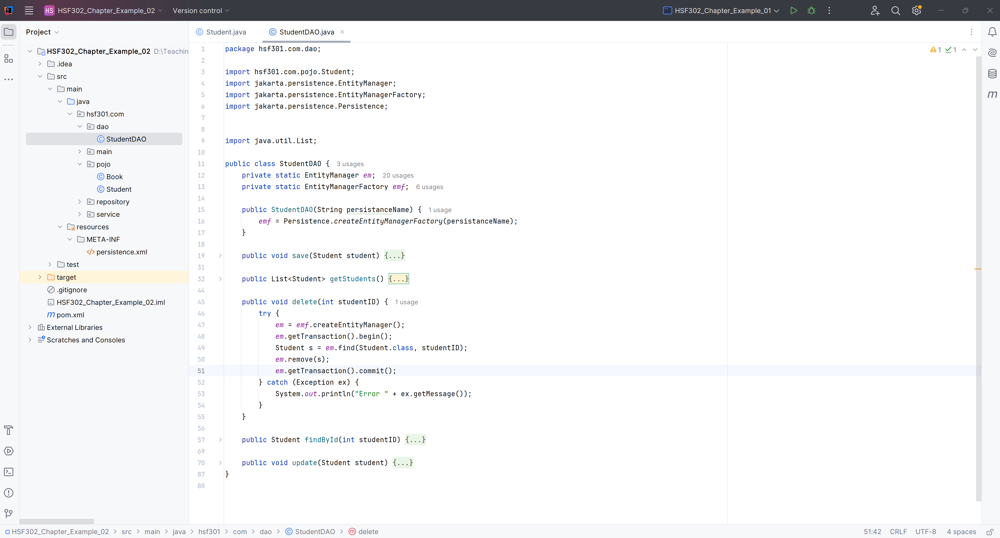 HS HSF302_Chapter_Example_02 Version control HSF302_Chapter_Example_01
Project
Student.java StudentDAO.java
HSF302_Chapter_Example_02 D:\Teachin
.idea
src
main
java
hsf301.com
dao
StudentDAO
main
pojo
Book
Student
repository
service
resources
META-INF
persistence.xml
test
target
.gitignore
HSF302_Chapter_Example_02.iml
m pom.xml
External Libraries
Scratches and Consoles
1 package hsf301.com.dao;
2
3 import hsf301.com.pojo.Student;
4 import jakarta.persistence.EntityManager;
5 import jakarta.persistence.EntityManagerFactory;
6 import jakarta.persistence.Persistence;
7
8
9 import java.util.List;
10
11 public class StudentDAO { 3 usages
12 private static EntityManager em; 20 usages
13 private static EntityManagerFactory emf; 6 usages
14
15 public StudentDAO(String persistanceName) { 1 usage
16 emf = Persistence.createEntityManagerFactory(persistanceName);
17 }
18
19 public void save(Student student) {...}
31
32 public List<Student> getStudents() {...}
44
45 public void delete(int studentID) { 1 usage
46 try {
47 em = emf.createEntityManager();
48 em.getTransaction().begin();
49 Student s = em.find(Student.class, studentID);
50 em.remove(s);
51 em.getTransaction().commit();
52 } catch (Exception ex) {
53 System.out.println("Error " + ex.getMessage());
54 }
55 }
56
57 public Student findById(int studentID) {...}
69
70 public void update(Student student) {...}
87 }
88
1 1
m
HSF302_Chapter_Example_02 > src > main > java > hsf301 > com > dao > StudentDAO > delete 51:42 CRLF UTF-8 4 spaces